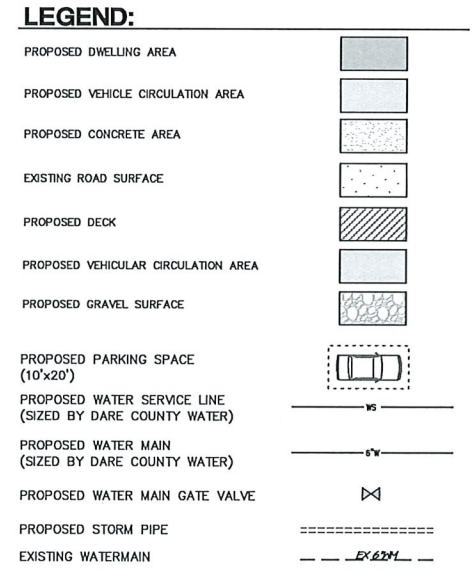 LEGEND:
PROPOSED DWELLING AREA
PROPOSED VEHICLE CIRCULATION AREA
PROPOSED CONCRETE AREA
EXISTING ROAD SURFACE
PROPOSED DECK
PROPOSED VEHICULAR CIRCULATION AREA
PROPOSED GRAVEL SURFACE
PROPOSED PARKING SPACE
(10'x20')
PROPOSED WATER SERVICE LINE
(SIZED BY DARE COUNTY WATER)
WS
PROPOSED WATER MAIN
(SIZED BY DARE COUNTY WATER)
6"W
PROPOSED WATER MAIN GATE VALVE
PROPOSED STORM PIPE
EXISTING WATERMAIN